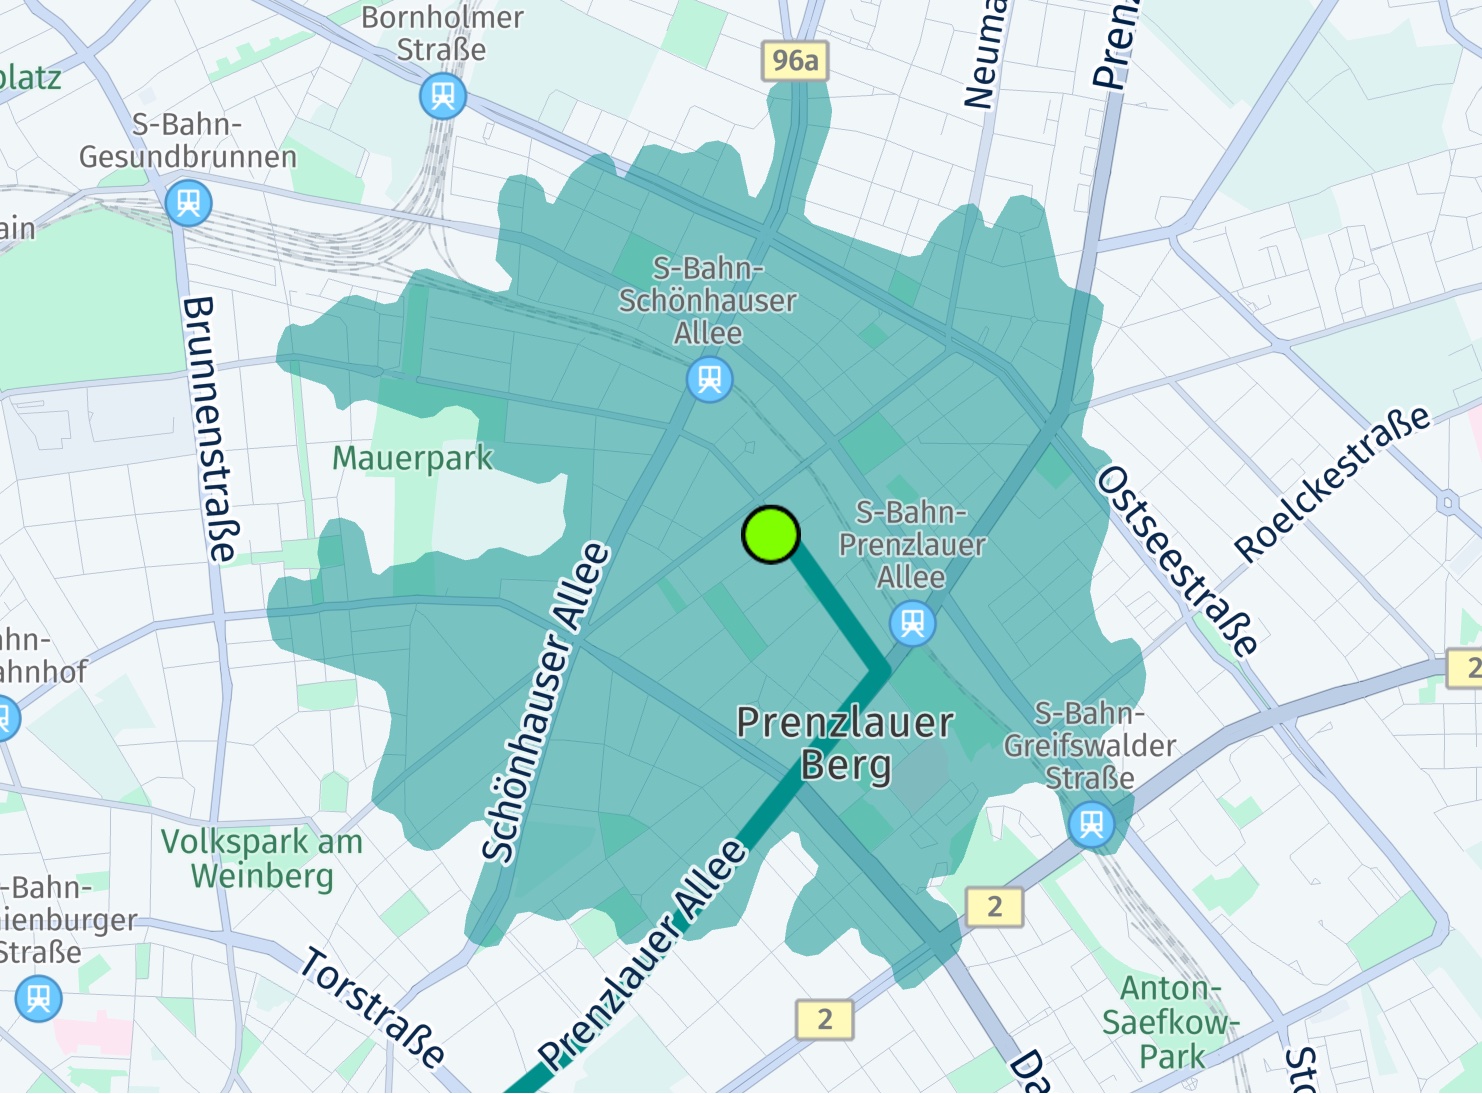 Bornholmer
Straße
96a
Neuma
Prenz
platz
S-Bahn-
Gesundbrunnen
ain
S-Bahn-
Schönhauser
Allee
Brunnenstraße
Mauerpark
Roelckestraße
Ostseestraße
S-Bahn-
Prenzlauer
Allee
Schönhauser Allee
ahn-
ahnhof
2
Prenzlauer
Berg
S-Bahn-
Greifswalder
Straße
Volkspark am
Weinberg
-Bahn-
nienburger
Straße
Prenzlauer Allee
2
Torstraße
2
Anton-
Saefkow-
Park
Da
Sto